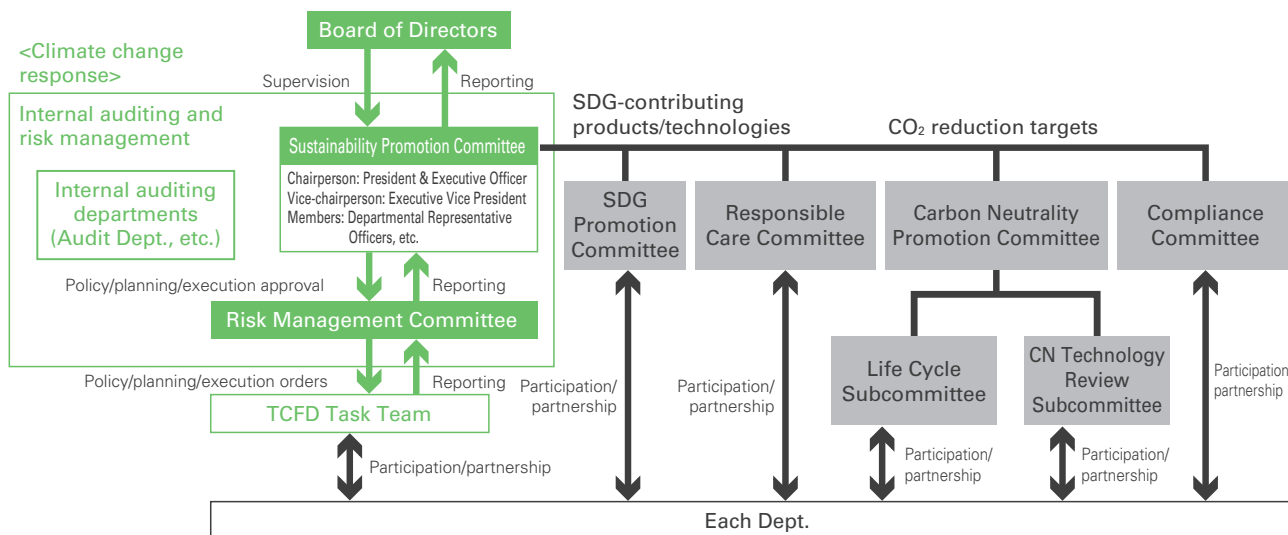 Board of Directors
<Climate change
response>
Supervision
Reporting
Internal auditing and
risk management
SDG-contributing
products/technologies
CO₂ reduction targets
Sustainability Promotion Committee
Chairperson: President & Executive Officer
Vice-chairperson: Executive Vice President
Members: Departmental Representative
Officers, etc.
Internal auditing
departments
(Audit Dept., etc.)
SDG
Promotion
Committee
Responsible
Care Committee
Carbon Neutrality
Promotion Committee
Compliance
Committee
Policy/planning/execution approval
Reporting
Risk Management Committee
Life Cycle
Subcommittee
CN Technology
Review
Subcommittee
Policy/planning/execution orders
Reporting
Participation/
partnership
Participation/
partnership
Participation/
partnership
TCFD Task Team
Participation/partnership
Participation/
partnership
Participation/
partnership
Each Dept.